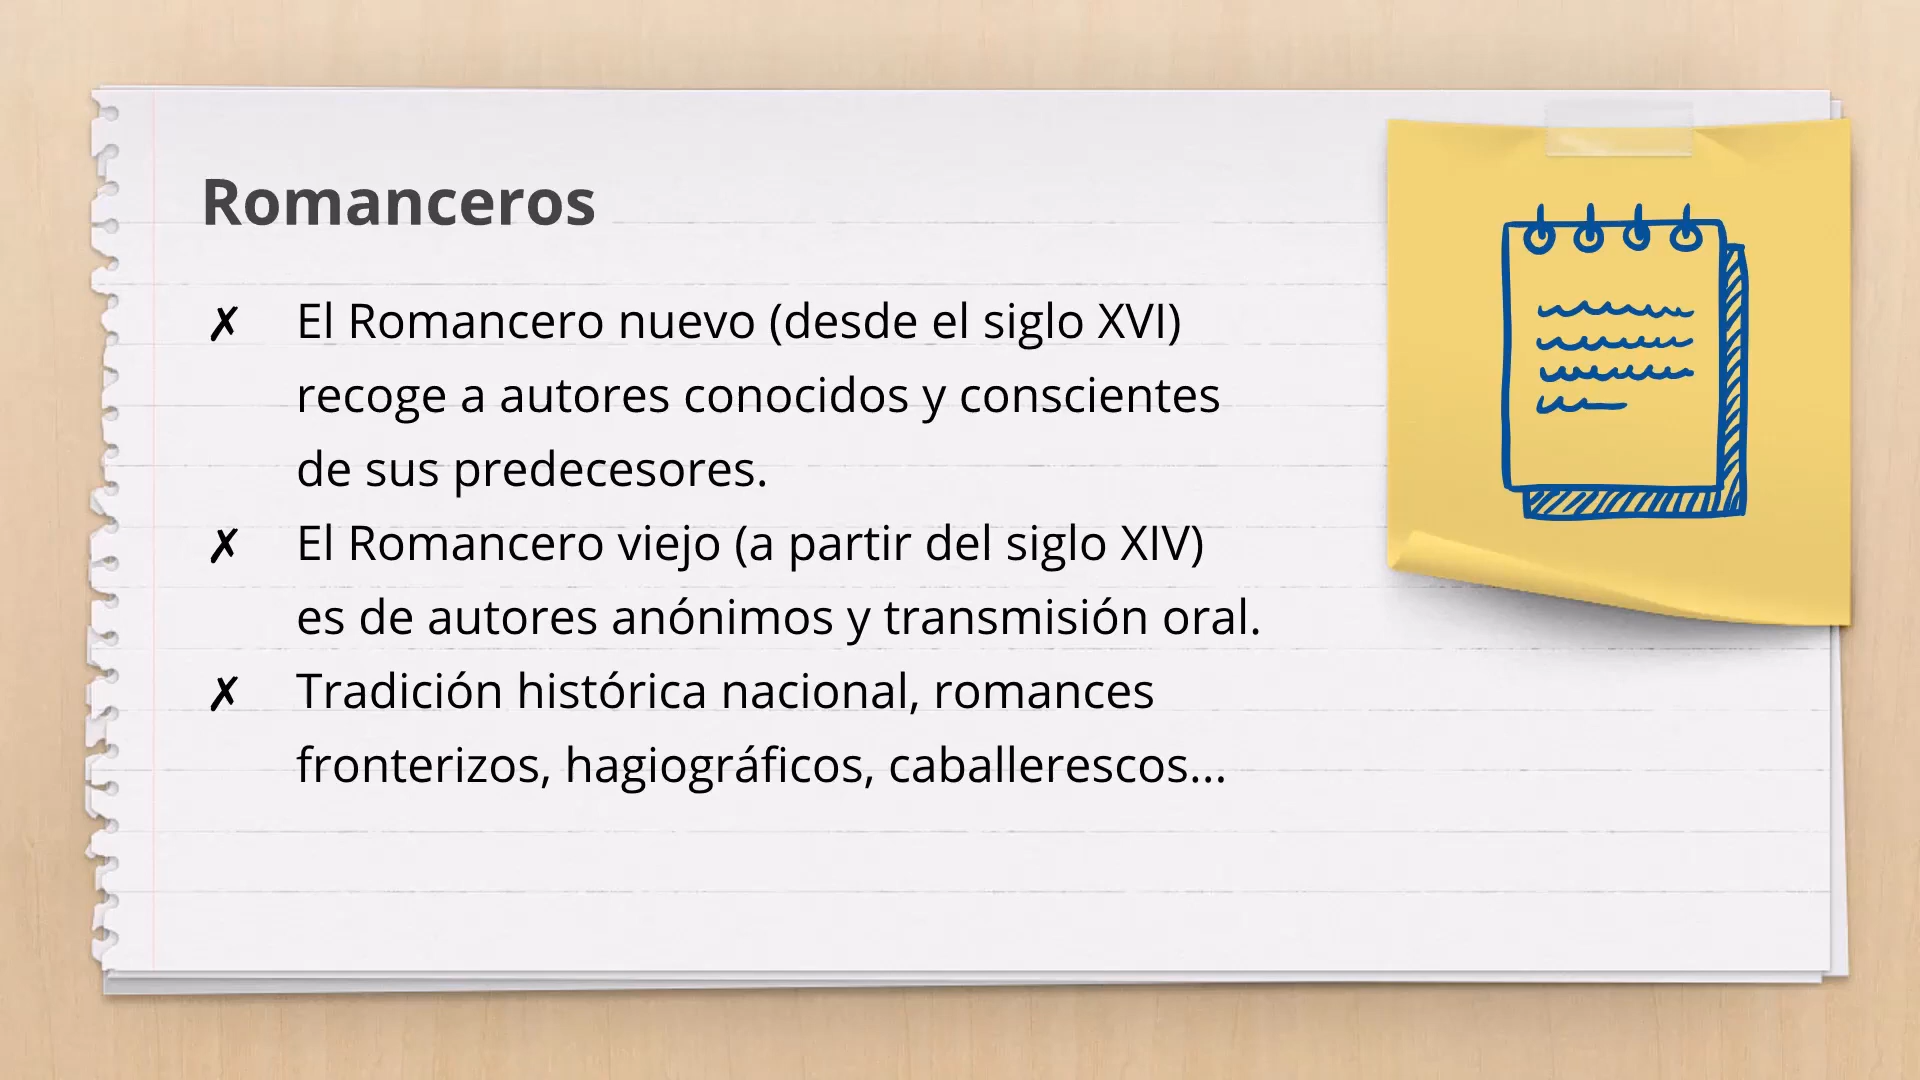 Romanceros
✗ El Romancero nuevo (desde el siglo XVI)
recoge a autores conocidos y conscientes
de sus predecesores.
✗ El Romancero viejo (a partir del siglo XIV)
es de autores anónimos y transmisión oral.
✗ Tradición histórica nacional, romances
fronterizos, hagiográficos, caballerescos...